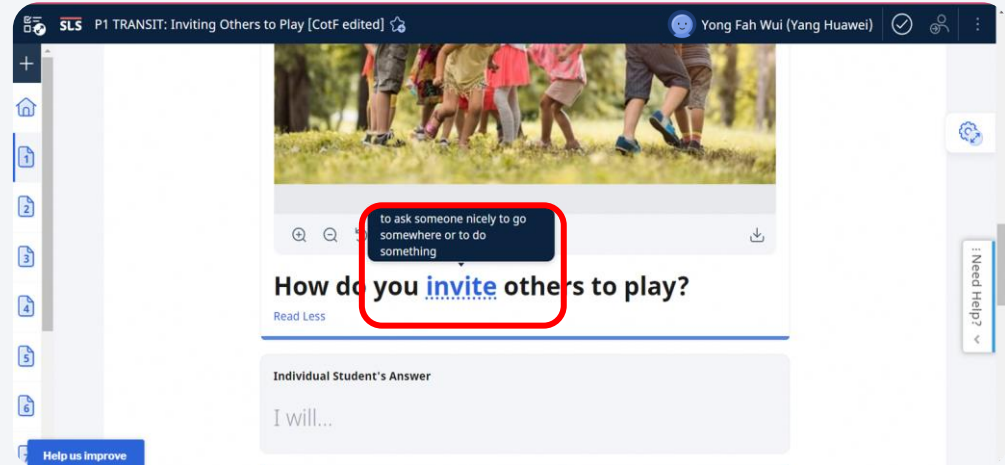 SLS P1 TRANSIT: Inviting Others to Play [CotF edited]
Yong Fah Wui (Yang Huawei)
1
2
3
4
5
6
7
to ask someone nicely to go
somewhere or to do
something
How do you invite others to play?
Read Less
Individual Student's Answer
I will...
Need Help?
Help us improve